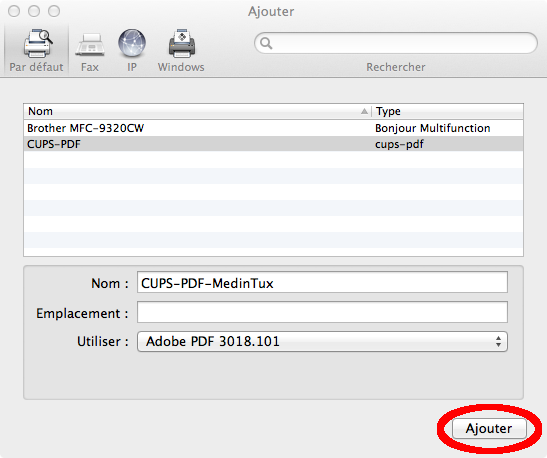 Ajouter
Par défaut Fax IP Windows Rechercher
Nom Type
Brother MFC-9320CW Bonjour Multifunction
CUPS-PDF cups-pdf
Nom : CUPS-PDF-MedinTux
Emplacement :
Utiliser : Adobe PDF 3018.101
Ajouter